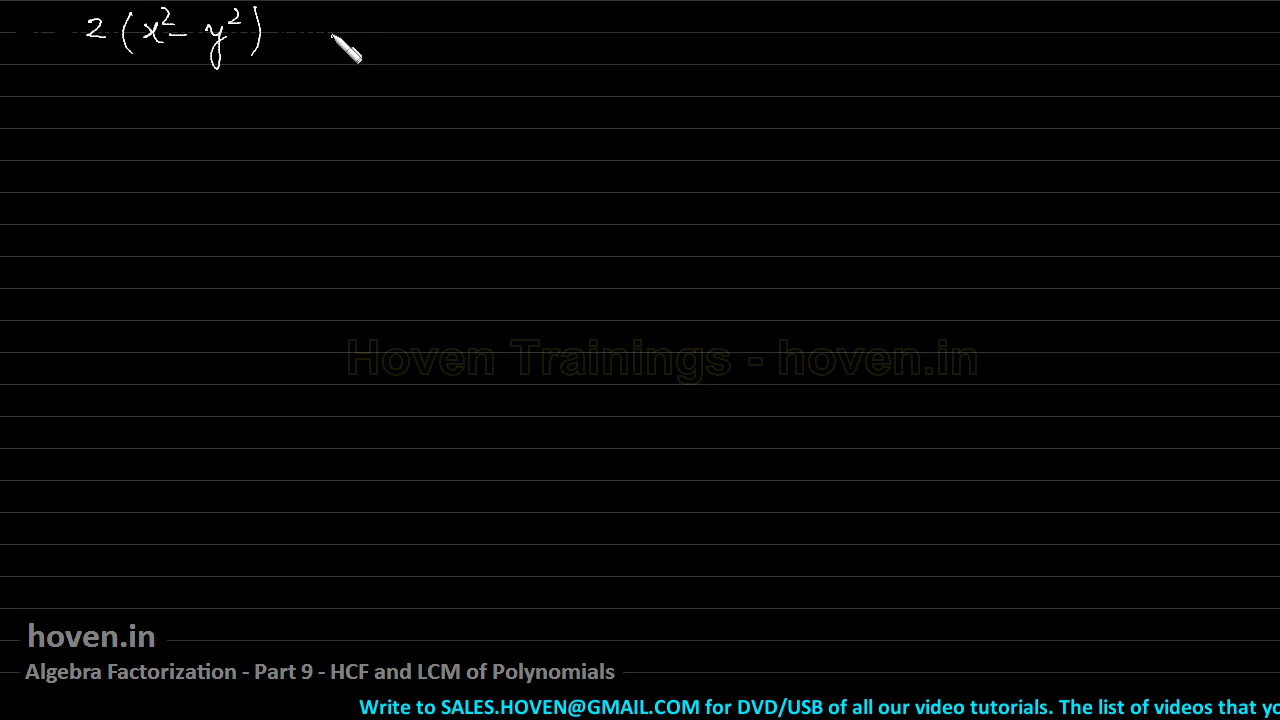 2 (x² - y²)
Hoven Trainings - hoven.in
hoven.in
Algebra Factorization - Part 9 - HCF and LCM of Polynomials
Write to SALES.HOVEN@GMAIL.COM for DVD/USB of all our video tutorials. The list of videos that